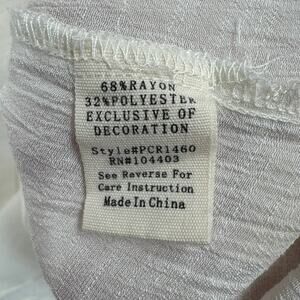 68%RAYON
32%POLYESTER
EXCLUSIVE OF
DECORATION
Style#PCR1460
RN#104403
See Reverse For
Care Instruction
Made In China